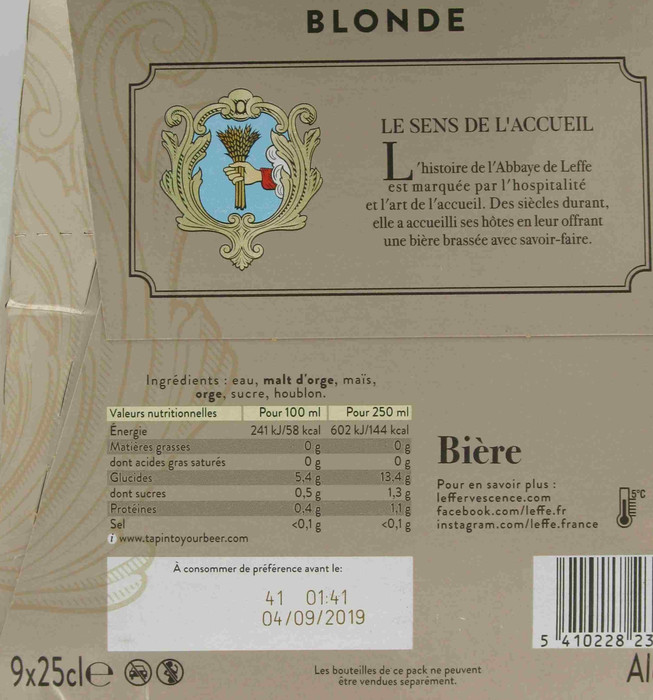 BLONDE
LE SENS DE L'ACCUEIL
L'histoire de l'Abbaye de Leffe
est marquée par l'hospitalité
et l'art de l'accueil. Des siècles durant,
elle a accueilli ses hôtes en leur offrant
une bière brassée avec savoir-faire.
Ingrédients : eau, malt d'orge, maïs,
orge, sucre, houblon.
Valeurs nutritionnelles Pour 100 ml Pour 250 ml
Énergie 241 kJ/58 kcal 602 kJ/144 kcal
Matières grasses 0 g 0 g
dont acides gras saturés 0 g 0 g
Glucides 5,4 g 13,4 g
dont sucres 0,5 g 1,3 g
Protéines 0,4 g 1,1 g
Sel <0,1 g <0,1 g
i www.tapintoyourbeer.com
Bière
Pour en savoir plus :
leffervescence.com
facebook.com/leffe.fr
instagram.com/leffe.france
5°C
À consommer de préférence avant le:
41 01:41
04/09/2019
5 410228 23
9x25cl e
Les bouteilles de ce pack ne peuvent
être vendues séparément.
Al